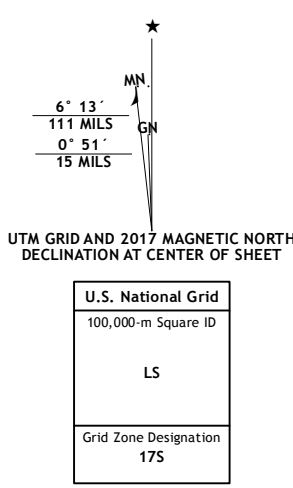 ★
MN.
6° 13´
111 MILS
GN
0° 51´
15 MILS
UTM GRID AND 2017 MAGNETIC NORTH
DECLINATION AT CENTER OF SHEET
U.S. National Grid
100,000-m Square ID
LS
Grid Zone Designation
17S